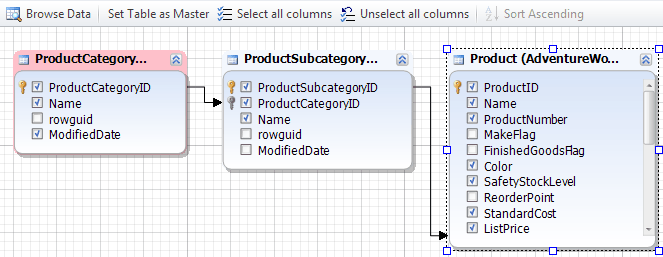 Browse Data Set Table as Master Select all columns Unselect all columns Sort Ascending
ProductCategory...
ProductCategoryID
Name
rowguid
ModifiedDate
ProductSubcategory...
ProductSubcategoryID
ProductCategoryID
Name
rowguid
ModifiedDate
Product (AdventureWo...
ProductID
Name
ProductNumber
MakeFlag
FinishedGoodsFlag
Color
SafetyStockLevel
ReorderPoint
StandardCost
ListPrice